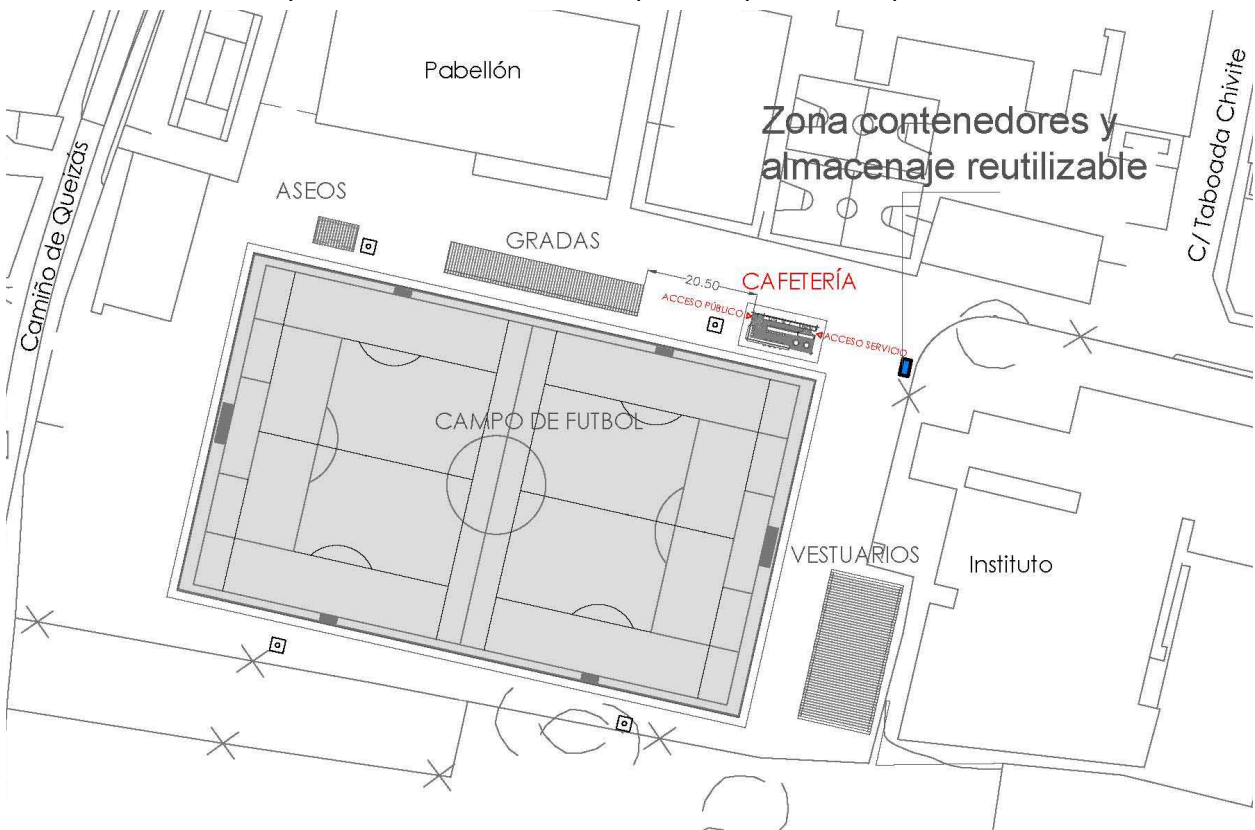 Pabellón
Zona contenedores y
almacenaje reutilizable
C/ Taboada Chivite
Camiño de Queizás
ASEOS
GRADAS
20.50
CAFETERÍA
ACCESO PÚBLICO
ACCESO SERVICIO
CAMPO DE FUTBOL
VESTUARIOS
Instituto